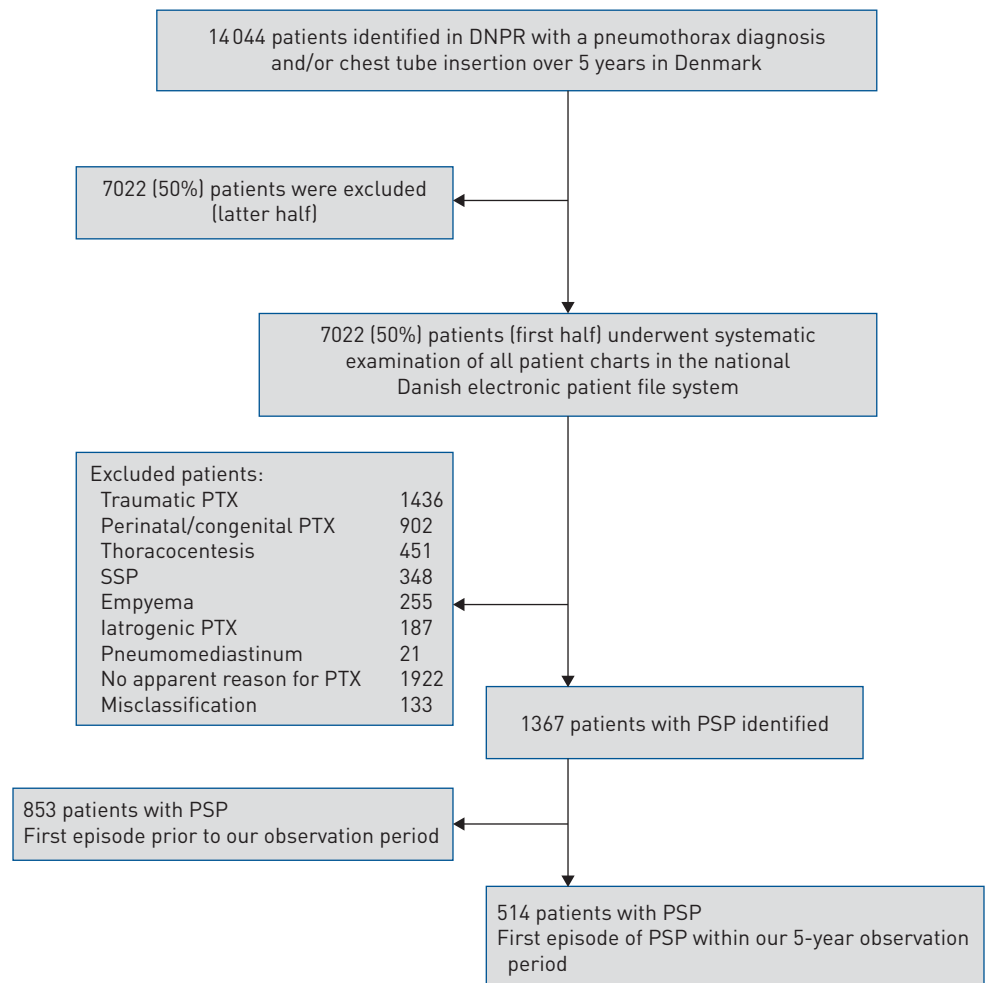 14 044 patients identified in DNPR with a pneumothorax diagnosis
and/or chest tube insertion over 5 years in Denmark
7022 (50%) patients were excluded
(latter half)
7022 (50%) patients (first half) underwent systematic
examination of all patient charts in the national
Danish electronic patient file system
Excluded patients:
Traumatic PTX 1436
Perinatal/congenital PTX 902
Thoracocentesis 451
SSP 348
Empyema 255
Iatrogenic PTX 187
Pneumomediastinum 21
No apparent reason for PTX 1922
Misclassification 133
1367 patients with PSP identified
853 patients with PSP
First episode prior to our observation period
514 patients with PSP
First episode of PSP within our 5-year observation
period